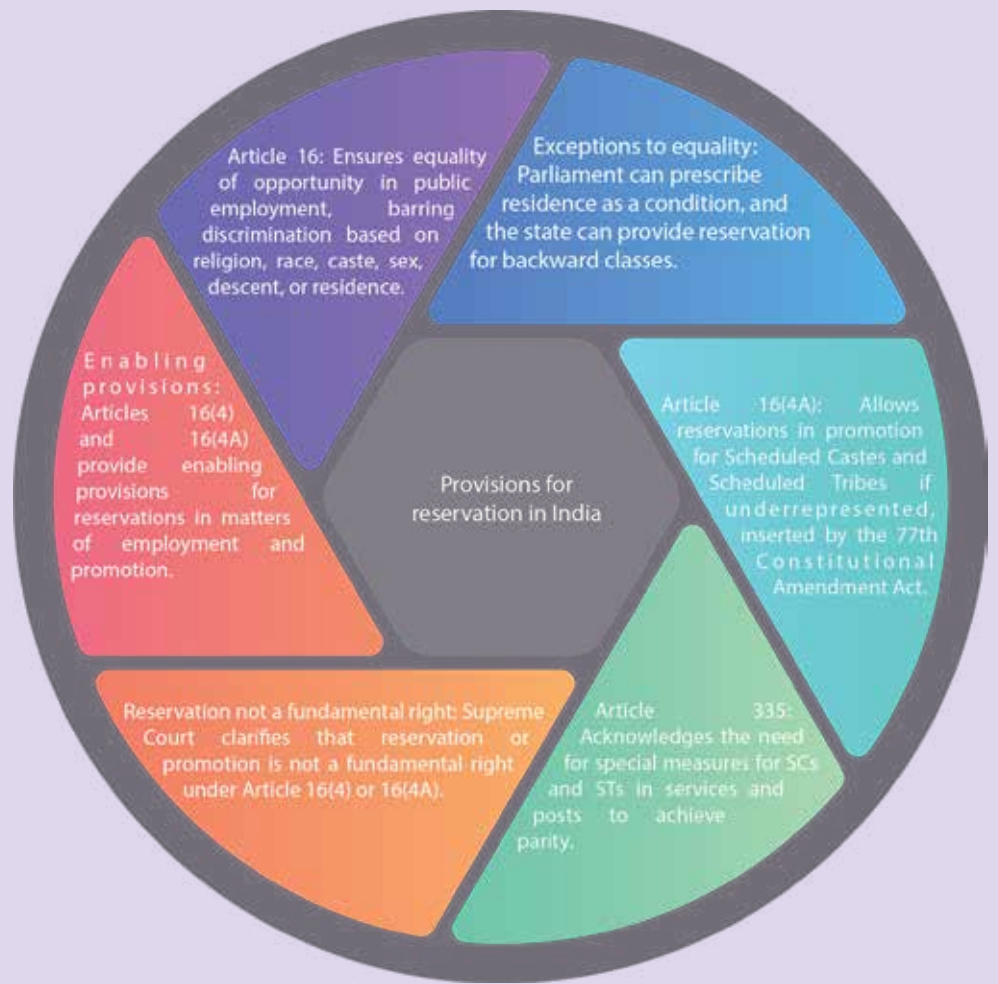 Article 16: Ensures equality
of opportunity in public
employment, barring
discrimination based on
religion, race, caste, sex,
descent, or residence.
Exceptions to equality:
Parliament can prescribe
residence as a condition, and
the state can provide reservation
for backward classes.
Article 16(4A): Allows
reservations in promotion
for Scheduled Castes and
Scheduled Tribes if
underrepresented,
inserted by the 77th
Constitutional
Amendment Act.
Article 335:
Acknowledges the need
for special measures for SCs
and STs in services and
posts to achieve
parity.
Reservation not a fundamental right: Supreme
Court clarifies that reservation or
promotion is not a fundamental right
under Article 16(4) or 16(4A).
Enabling
provisions:
Articles 16(4)
and 16(4A)
provide enabling
provisions for
reservations in matters
of employment and
promotion.
Provisions for
reservation in India